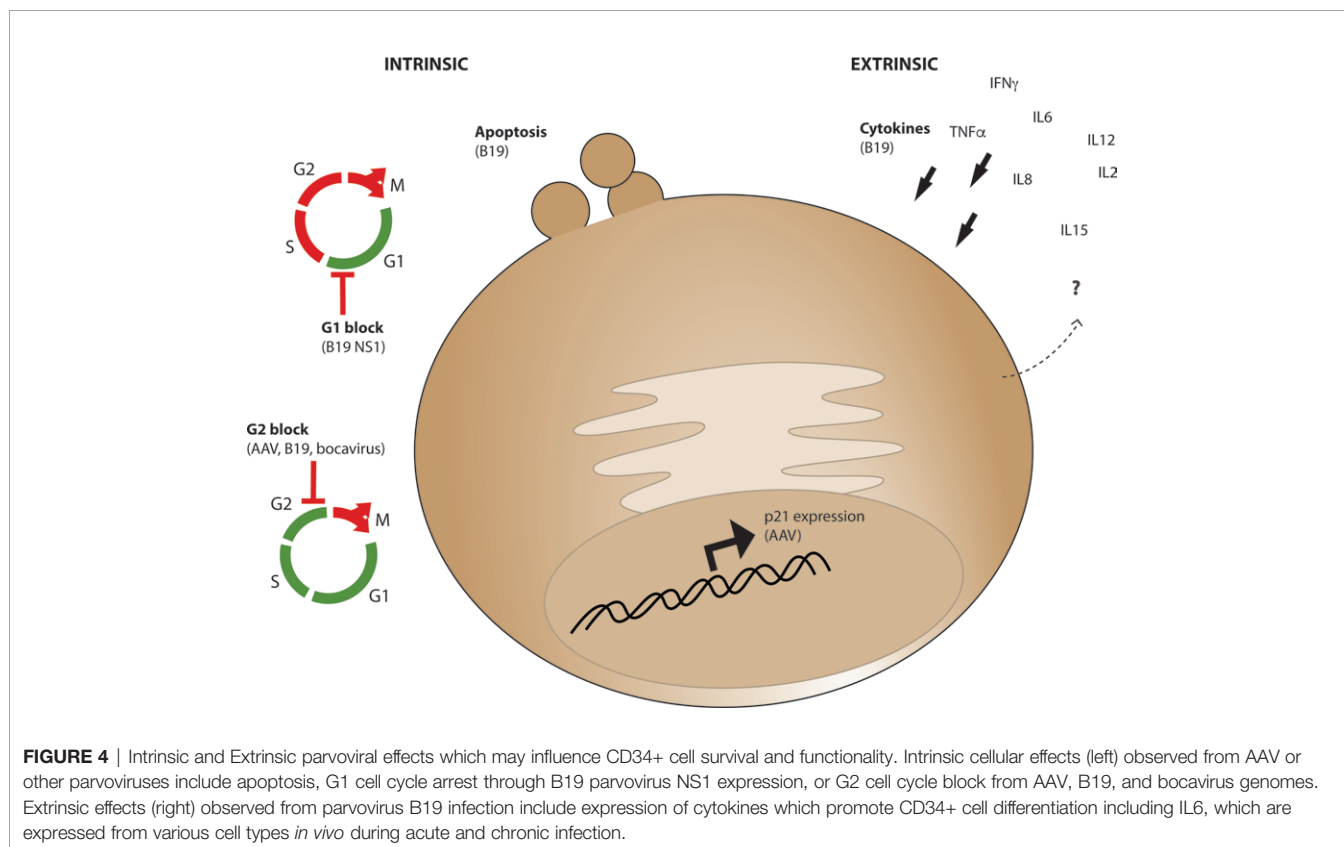 INTRINSIC
EXTRINSIC
IFNγ
IL6
Apoptosis
(B19)
Cytokines
(B19)
TNFα
IL12
IL2
IL8
IL15
?
G2
M
S
G1
G1 block
(B19 NS1)
G2 block
(AAV, B19, bocavirus)
G2
M
S
G1
p21 expression
(AAV)
FIGURE 4 | Intrinsic and Extrinsic parvoviral effects which may influence CD34+ cell survival and functionality. Intrinsic cellular effects (left) observed from AAV or
other parvoviruses include apoptosis, G1 cell cycle arrest through B19 parvovirus NS1 expression, or G2 cell cycle block from AAV, B19, and bocavirus genomes.
Extrinsic effects (right) observed from parvovirus B19 infection include expression of cytokines which promote CD34+ cell differentiation including IL6, which are
expressed from various cell types in vivo during acute and chronic infection.